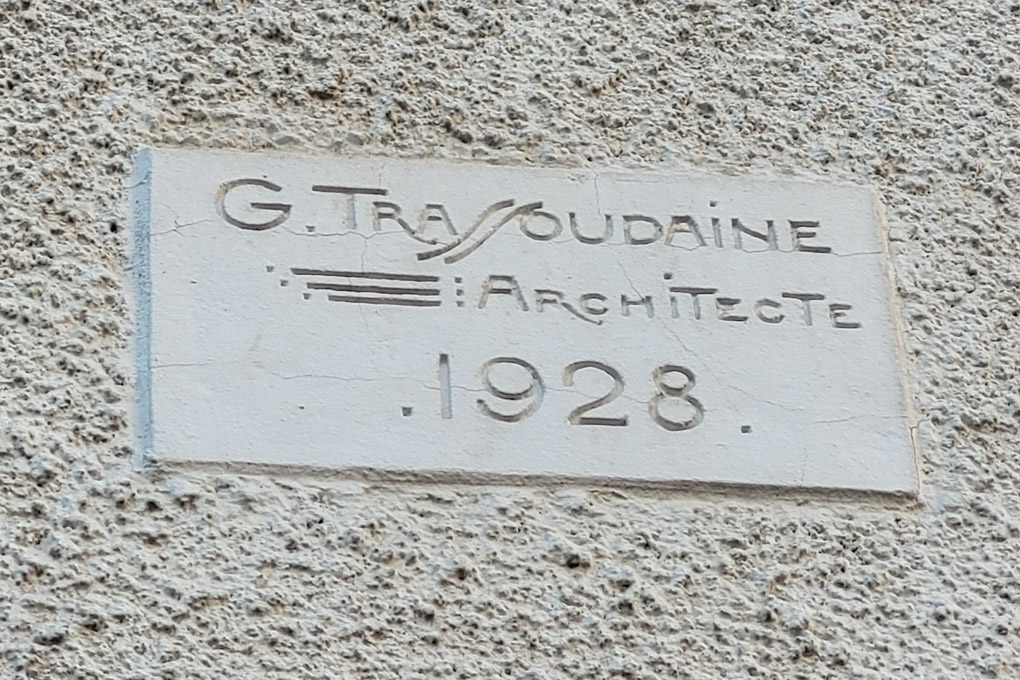 G. TRASSOUDAINE
ARCHITECTE
.1928.